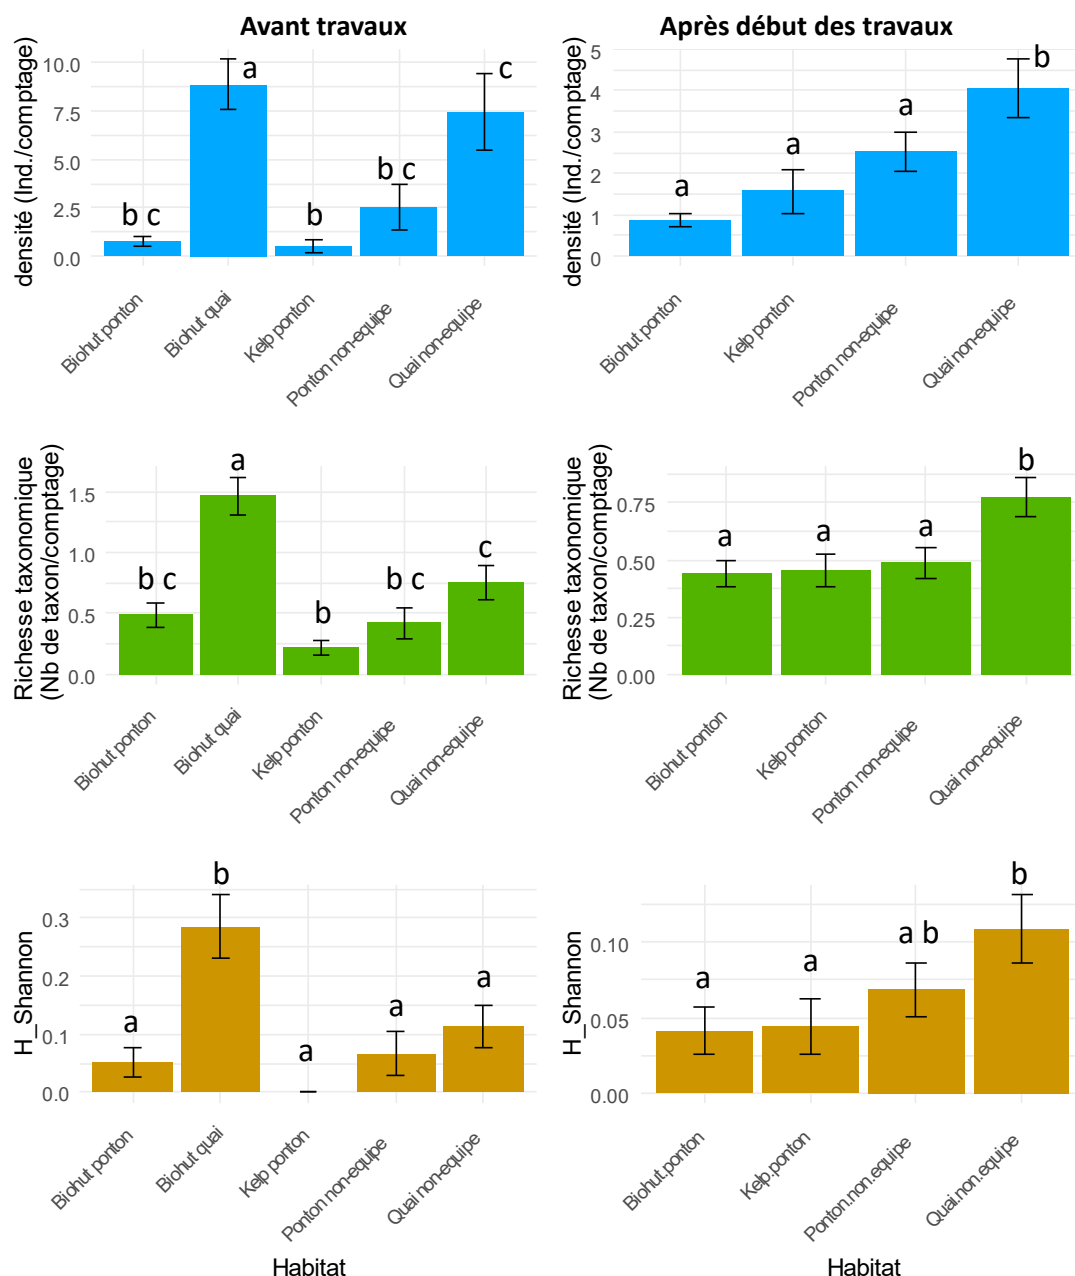 Avant travaux
Après début des travaux
densité (Ind./comptage)
10.0
7.5
5.0
2.5
0.0
b c
a
b
b c
c
Biohut ponton
Biohut quai
Kelp ponton
Ponton non-equipe
Quai non-equipe
densité (Ind./comptage)
5
4
3
2
1
0
a
a
a
b
Biohut ponton
Kelp ponton
Ponton non-equipe
Quai non-equipe
Richesse taxonomique
(Nb de taxon/comptage)
1.5
1.0
0.5
0.0
b c
a
b
b c
c
Biohut ponton
Biohut quai
Kelp ponton
Ponton non-equipe
Quai non-equipe
Richesse taxonomique
(Nb de taxon/comptage)
0.75
0.50
0.25
0.00
a
a
a
b
Biohut ponton
Kelp ponton
Ponton non-equipe
Quai non-equipe
H_Shannon
0.3
0.2
0.1
0.0
a
b
a
a
a
Biohut ponton
Biohut quai
Kelp ponton
Ponton non-equipe
Quai non-equipe
Habitat
H_Shannon
0.10
0.05
0.00
a
a
a b
b
Biohut.ponton
Kelp.ponton
Ponton.non.equipe
Quai.non.equipe
Habitat